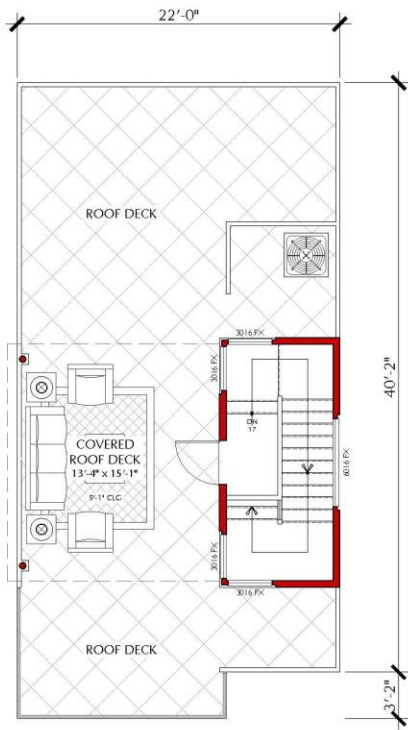 22'-0"
ROOF DECK
3016 FX
3016 FX
40'-2"
DN
17
COVERED
ROOF DECK
13'-4" x 15'-1"
9'-1" CLG
6016 FX
3016 FX
3016 FX
ROOF DECK
3'-2"